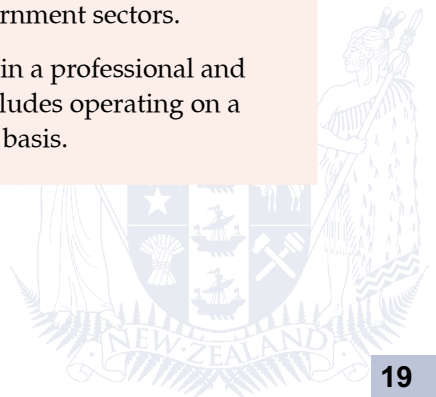 rnment sectors.
in a professional and
ludes operating on a
basis.
NEW·ZEALAND
19